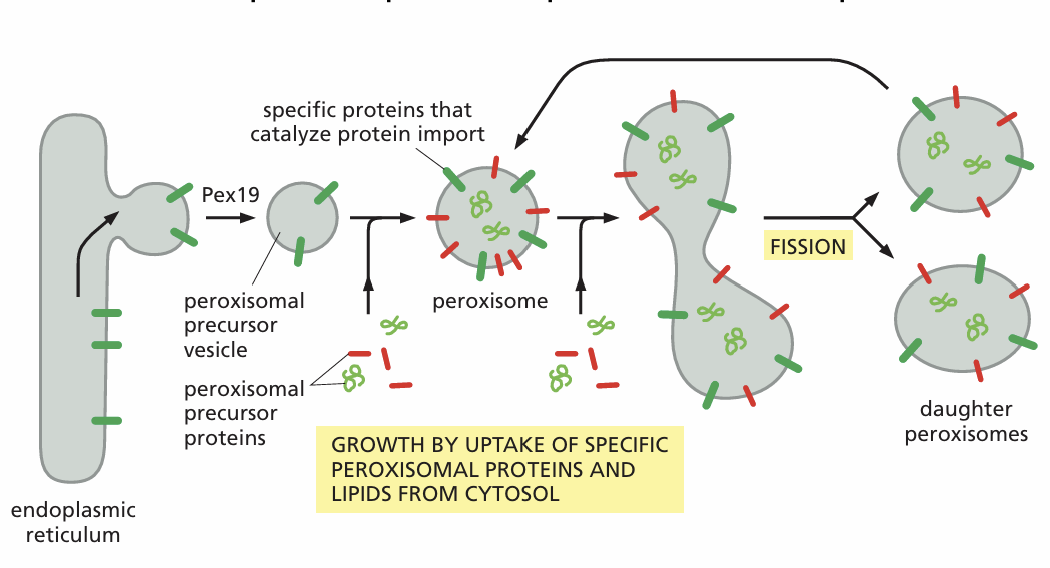 specific proteins that
catalyze protein import
Pex19
peroxisomal
precursor
vesicle
peroxisome
peroxisomal
precursor
proteins
FISSION
GROWTH BY UPTAKE OF SPECIFIC
PEROXISOMAL PROTEINS AND
LIPIDS FROM CYTOSOL
daughter
peroxisomes
endoplasmic
reticulum